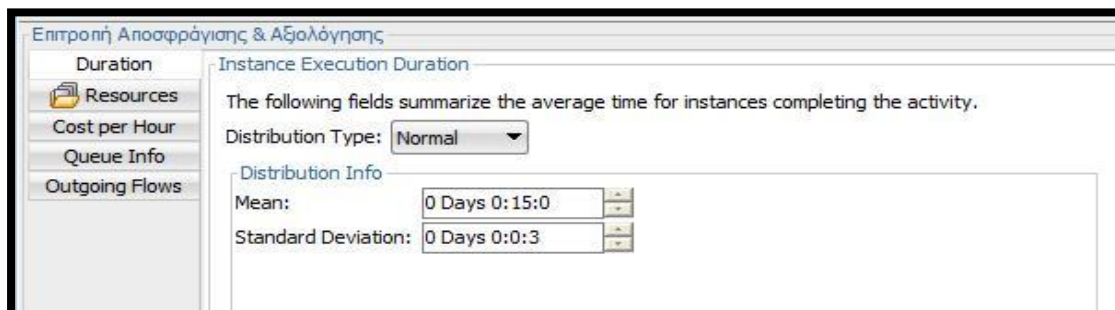 Επιτροπή Αποσφράγισης & Αξιολόγησης
Duration
Resources
Cost per Hour
Queue Info
Outgoing Flows
Instance Execution Duration
The following fields summarize the average time for instances completing the activity.
Distribution Type: Normal
Distribution Info
Mean: 0 Days 0:15:0
Standard Deviation: 0 Days 0:0:3